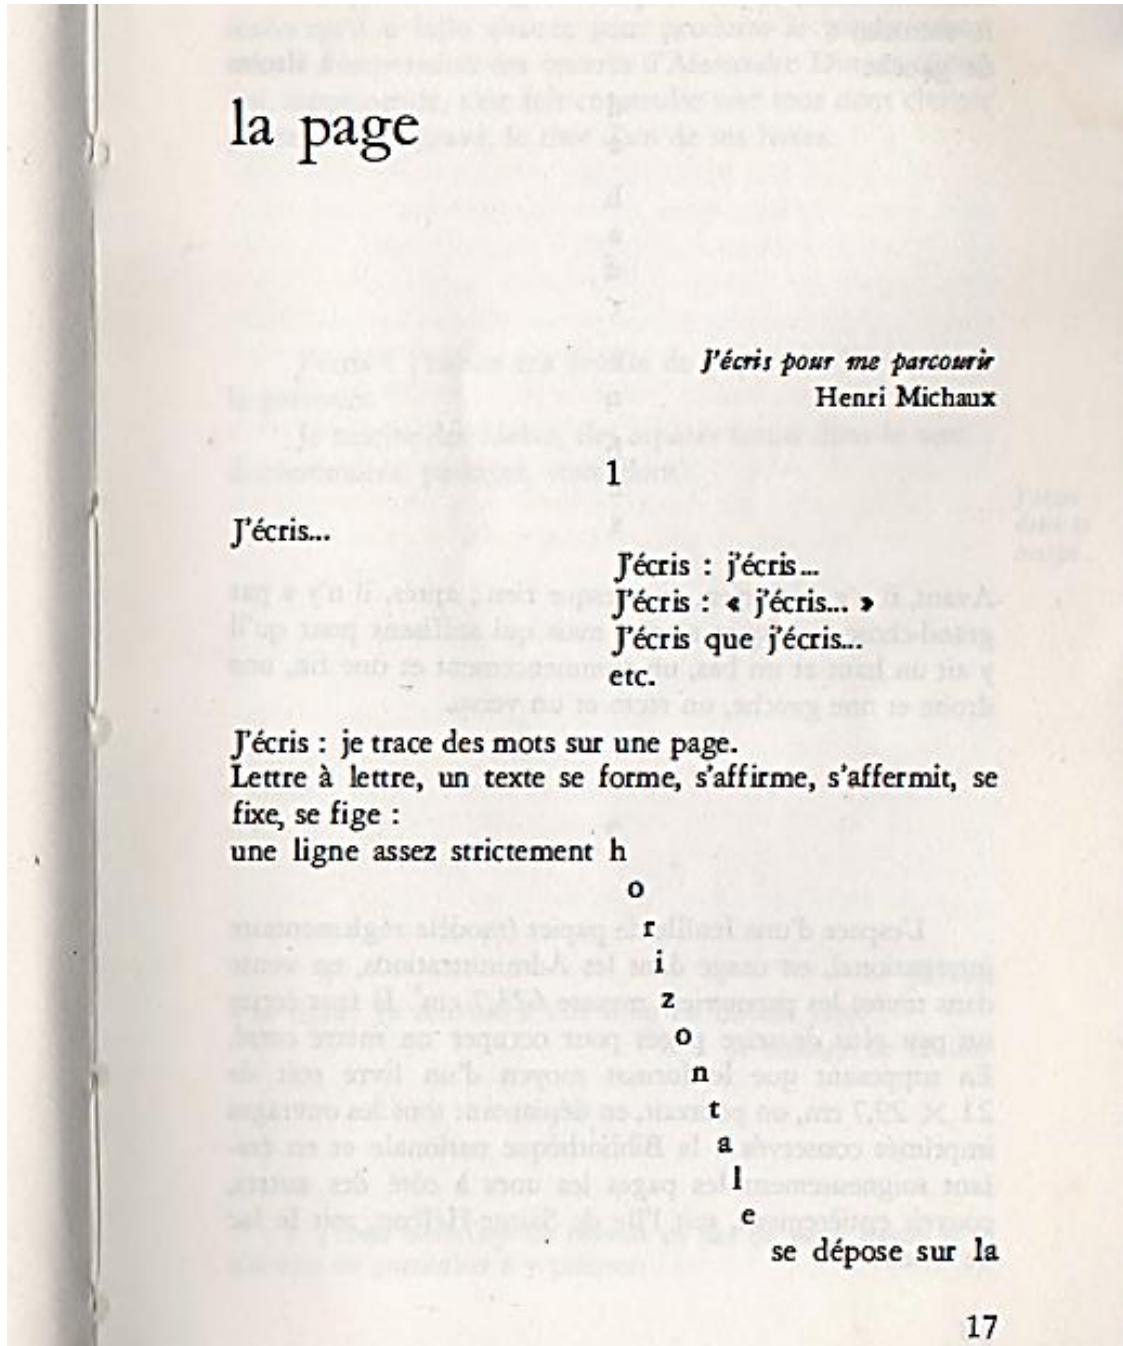 la page
J'écris pour me parcourir
Henri Michaux
1
J'écris...
J'écris : j'écris...
J'écris : « j'écris... »
J'écris que j'écris...
etc.
J'écris : je trace des mots sur une page.
Lettre à lettre, un texte se forme, s'affirme, s'affermit, se
fixe, se fige :
une ligne assez strictement h
o
r
i
z
o
n
t
a
l
e
se dépose sur la
17